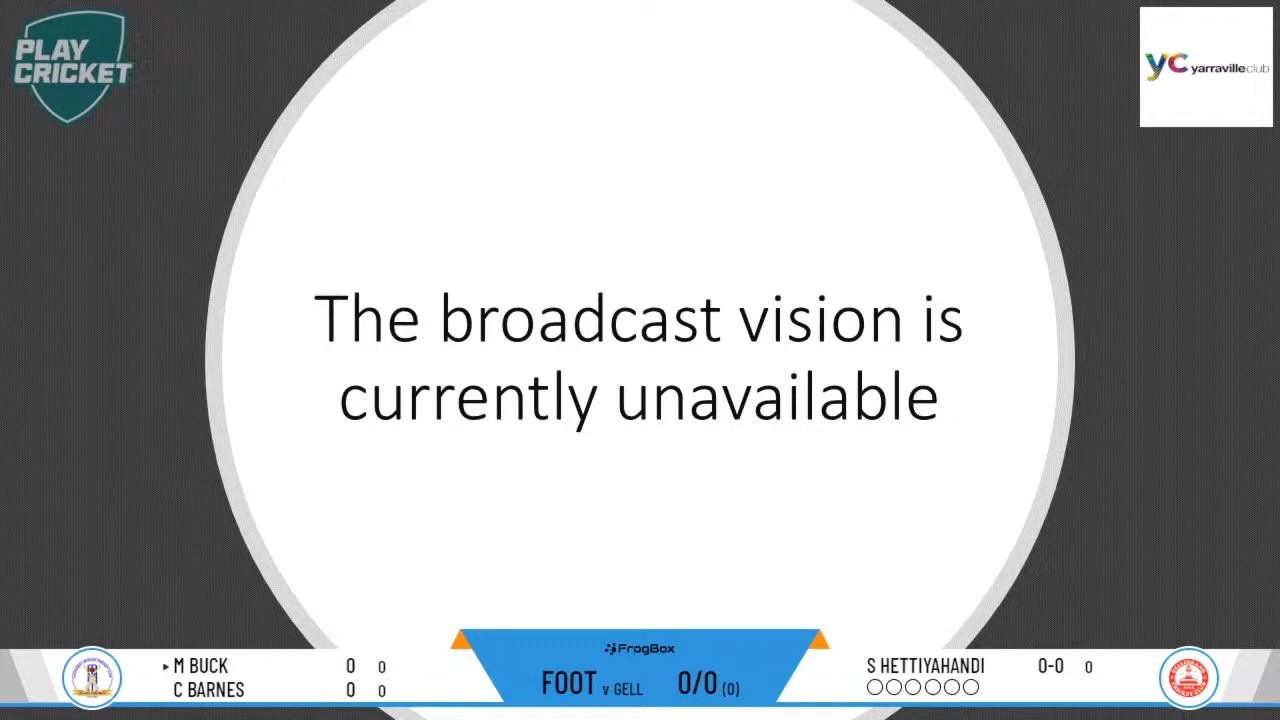 PLAY
CRICKET
yc yarravilleclub
The broadcast vision is
currently unavailable
FrogBox
M BUCK 0 0
C BARNES 0 0
FOOT v GELL 0/0 (0)
S HETTIYAHANDI 0-0 0